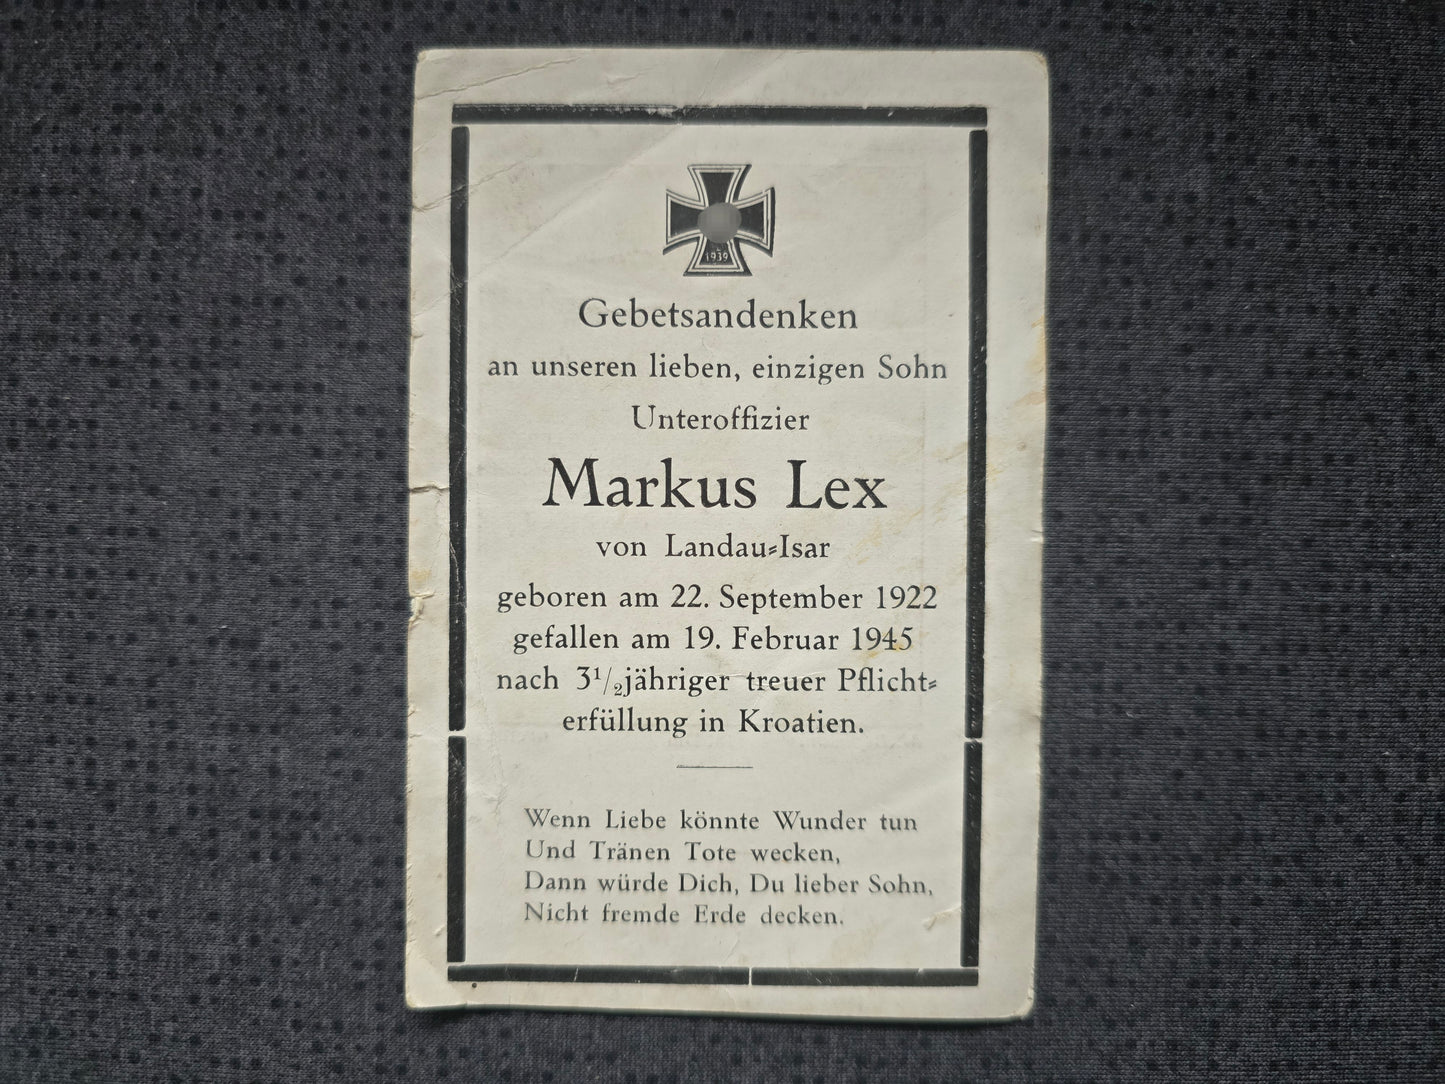 1939
Gebetsandenken
an unseren lieben, einzigen Sohn
Unteroffizier
Markus Lex
von Landau⸗Isar
geboren am 22. September 1922
gefallen am 19. Februar 1945
nach 3½jähriger treuer Pflicht⸗
erfüllung in Kroatien.
Wenn Liebe könnte Wunder tun
Und Tränen Tote wecken,
Dann würde Dich, Du lieber Sohn,
Nicht fremde Erde decken.